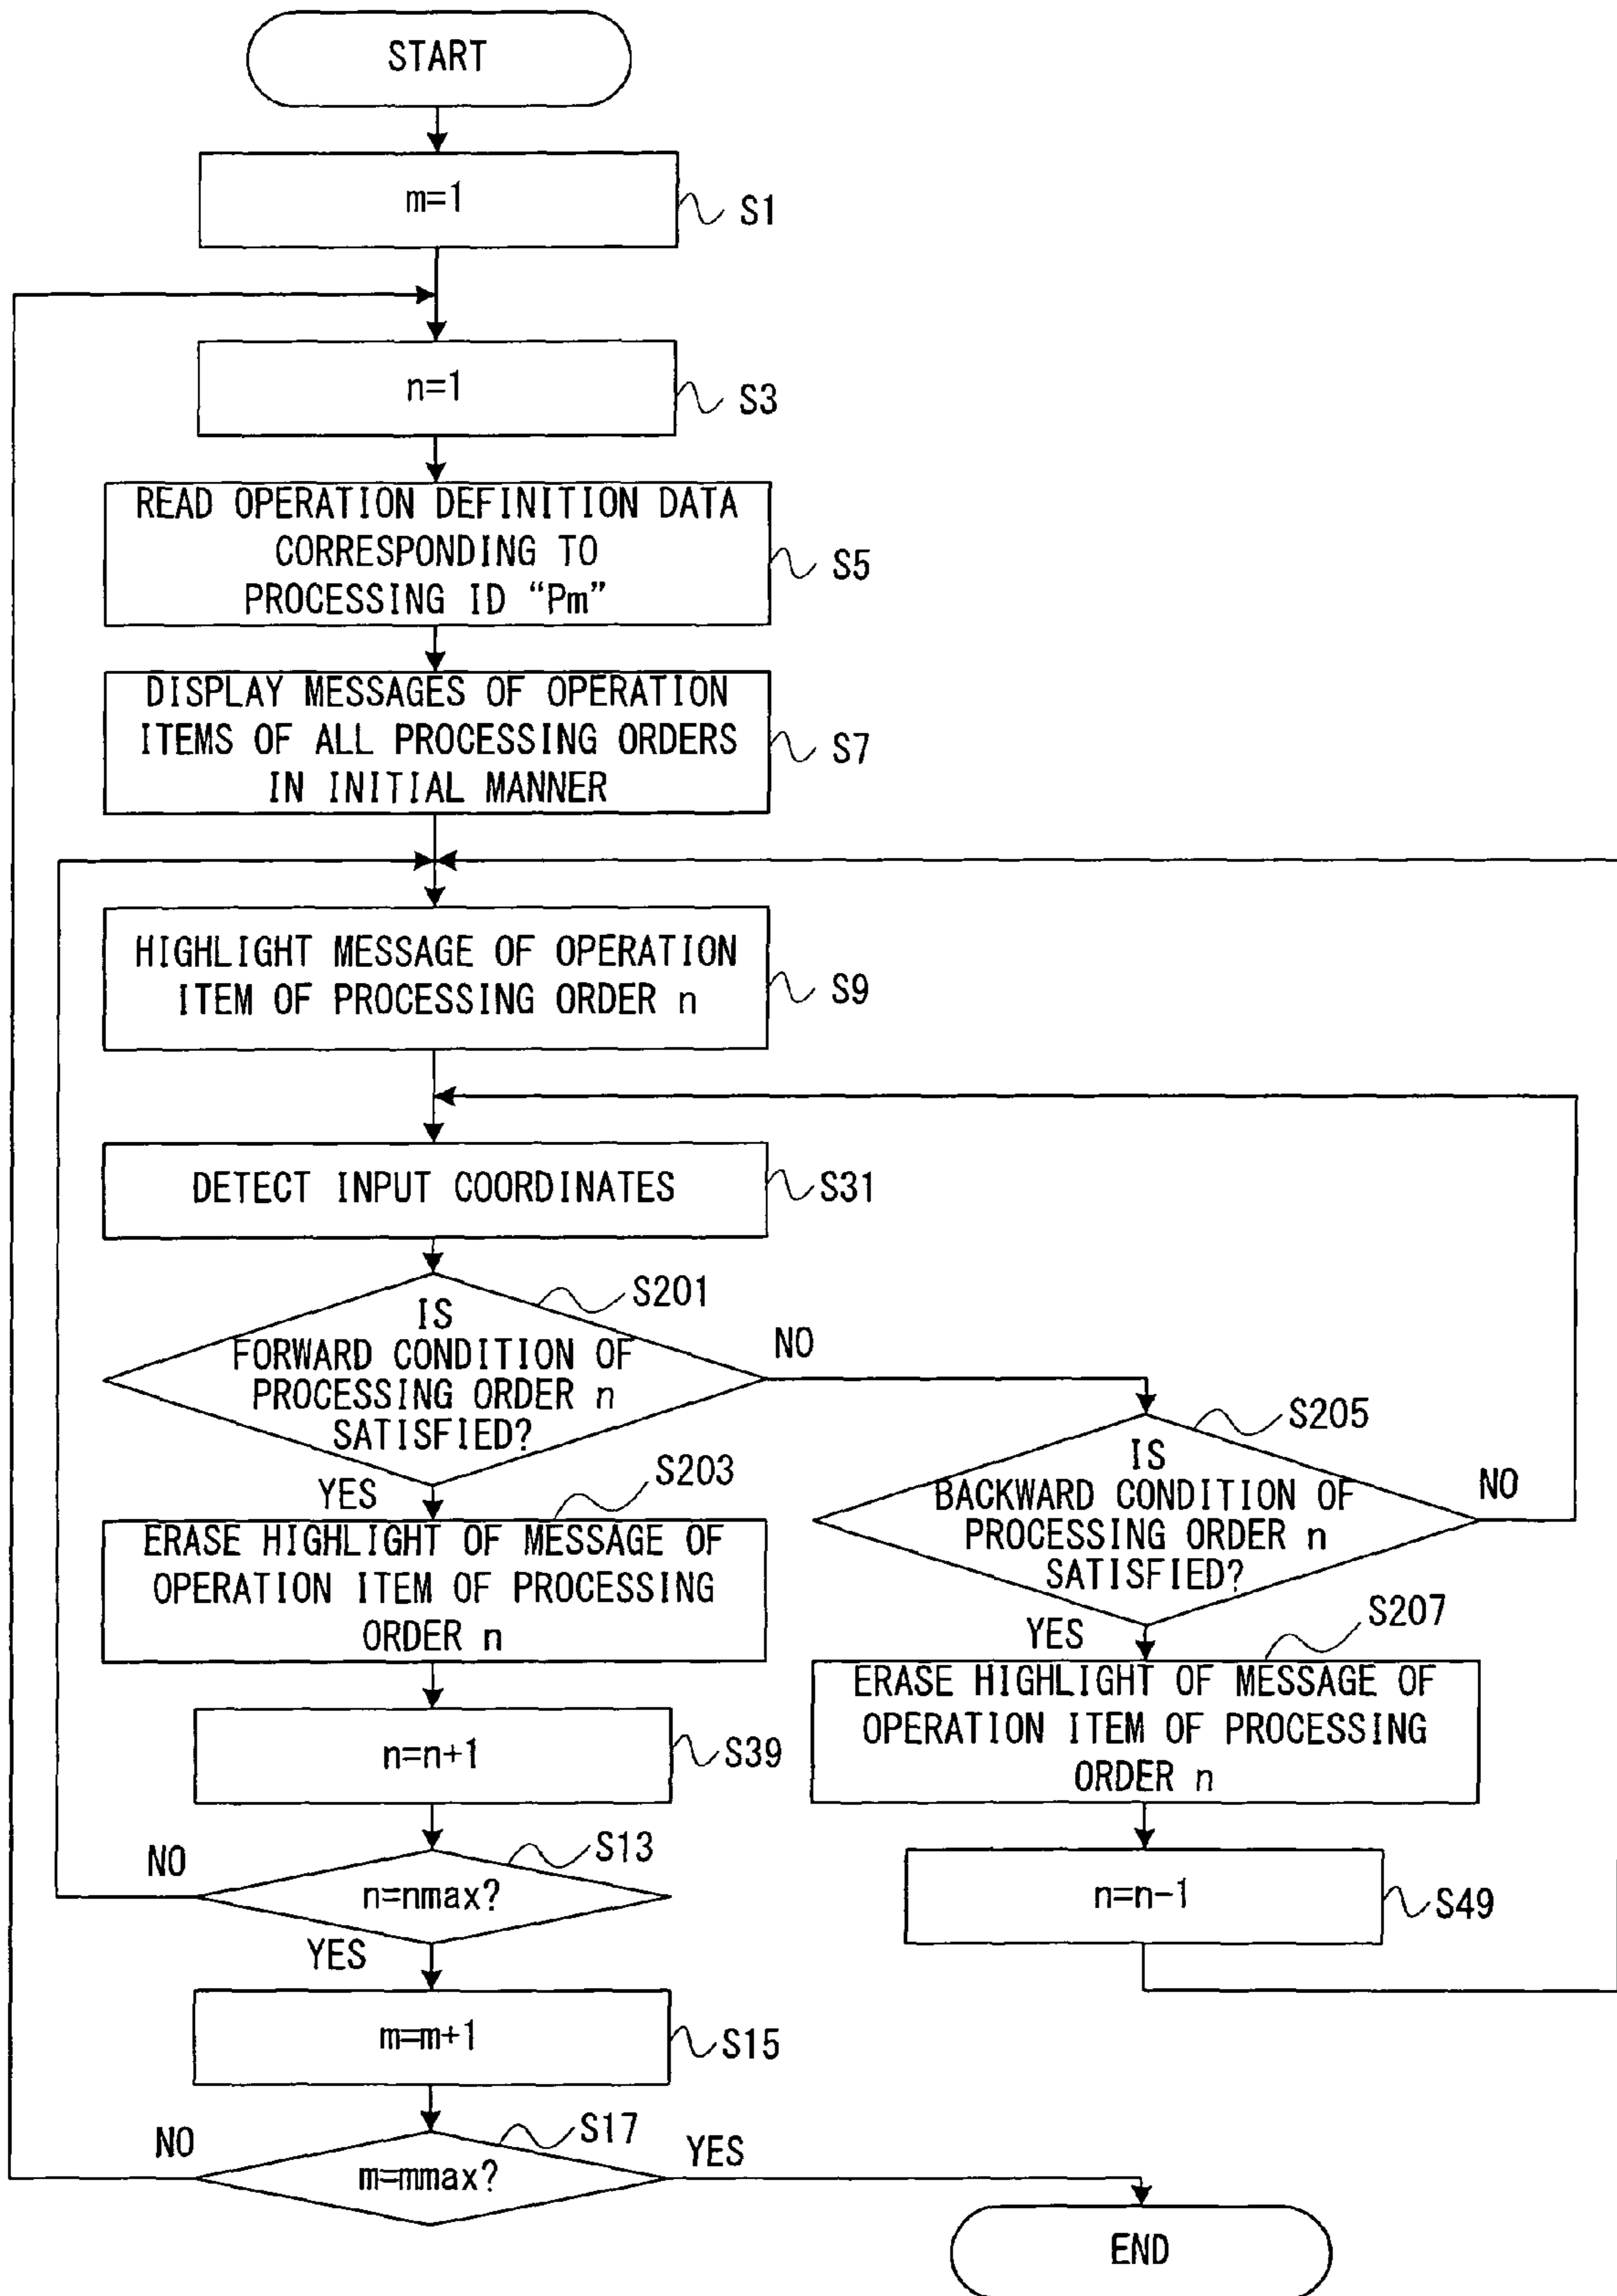 START
m=1
S1
n=1
S3
READ OPERATION DEFINITION DATA
CORRESPONDING TO
PROCESSING ID “Pm”
S5
DISPLAY MESSAGES OF OPERATION
ITEMS OF ALL PROCESSING ORDERS
IN INITIAL MANNER
S7
HIGHLIGHT MESSAGE OF OPERATION
ITEM OF PROCESSING ORDER n
S9
DETECT INPUT COORDINATES
S31
S201
IS
FORWARD CONDITION OF
PROCESSING ORDER n
SATISFIED?
NO
YES
S205
IS
BACKWARD CONDITION OF
PROCESSING ORDER n
SATISFIED?
NO
YES
S203
ERASE HIGHLIGHT OF MESSAGE OF
OPERATION ITEM OF PROCESSING
ORDER n
S207
ERASE HIGHLIGHT OF MESSAGE OF
OPERATION ITEM OF PROCESSING
ORDER n
n=n+1
S39
n=n-1
S49
S13
NO
n=nmax?
YES
m=m+1
S15
S17
NO
m=mmax?
YES
END